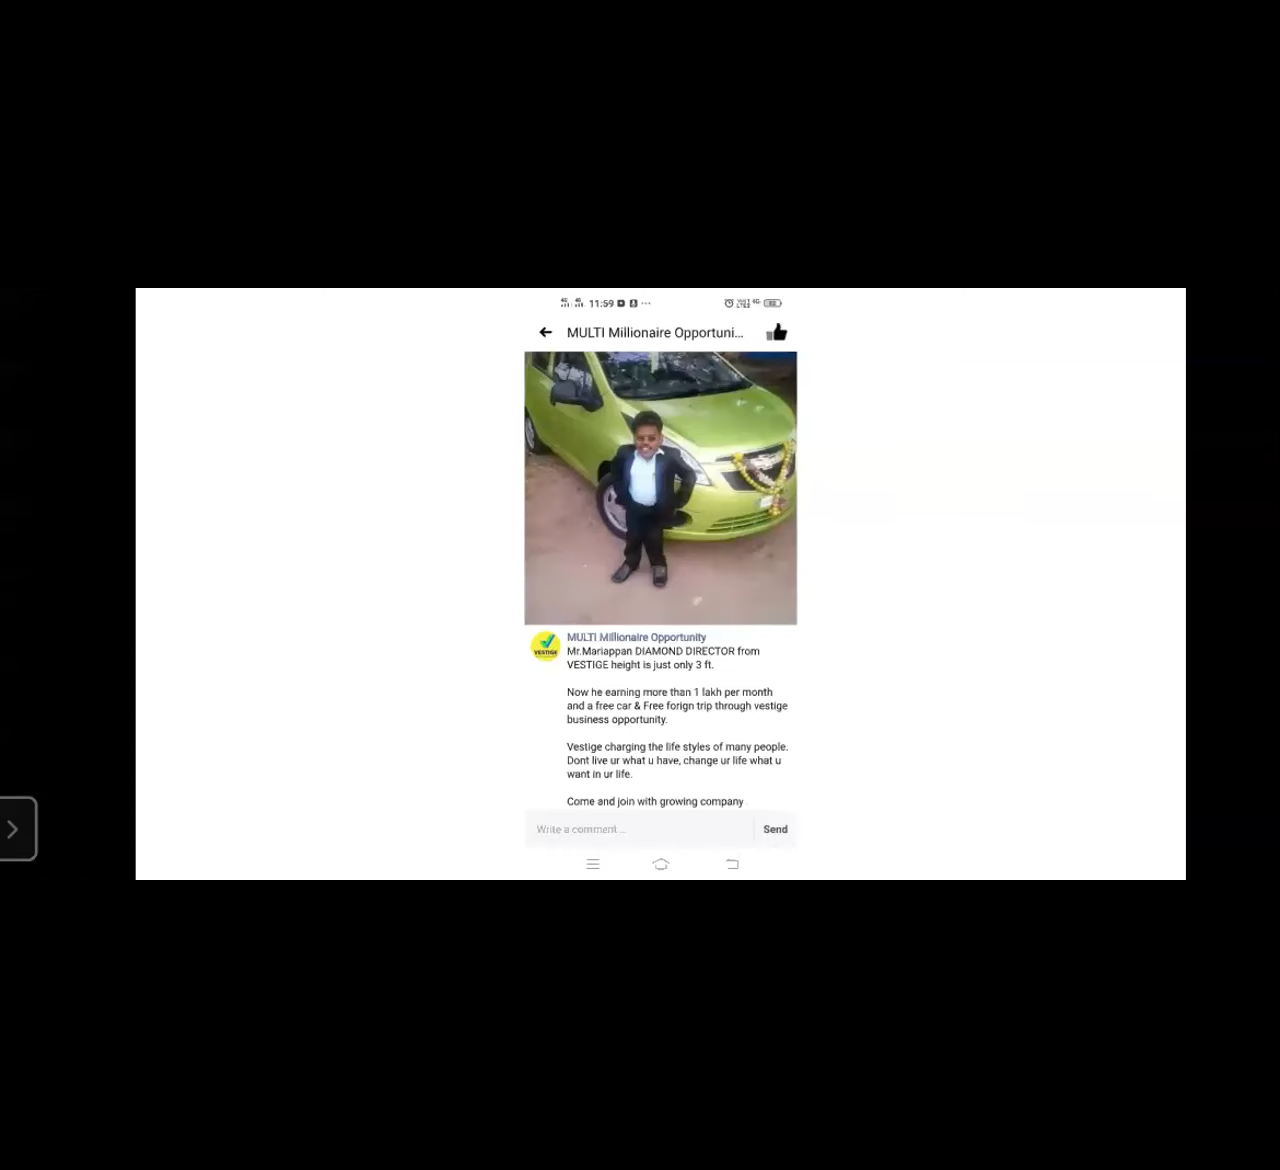 11:59
MULTI Millionaire Opportuni...
MULTI Millionaire Opportunity
Mr.Mariappan DIAMOND DIRECTOR from
VESTIGE height is just only 3 ft.
VESTIGE
Now he earning more than 1 lakh per month
and a free car & Free forign trip through vestige
business opportunity.
Vestige charging the life styles of many people.
Dont live ur what u have, change ur life what u
want in ur life.
Come and join with growing company
Write a comment...
Send